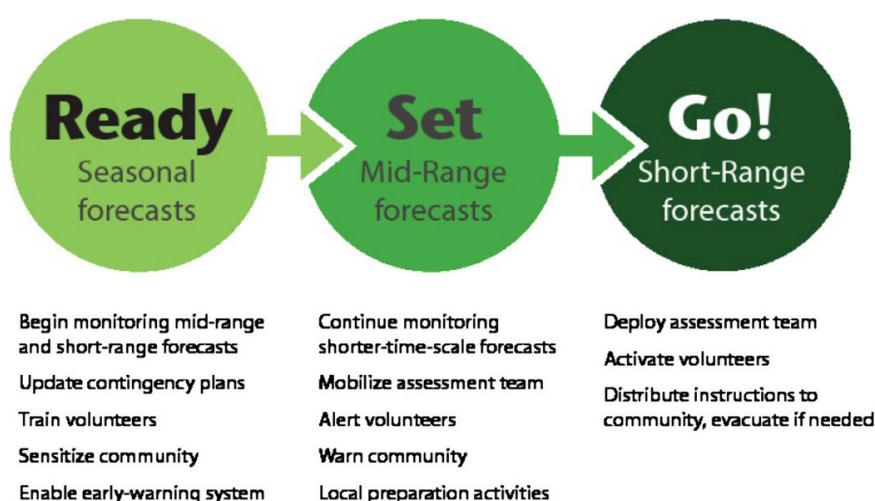 Ready
Seasonal
forecasts
Set
Mid-Range
forecasts
Go!
Short-Range
forecasts
Begin monitoring mid-range
and short-range forecasts
Update contingency plans
Train volunteers
Sensitize community
Enable early-warning system
Continue monitoring
shorter-time-scale forecasts
Mobilize assessment team
Alert volunteers
Warn community
Local preparation activities
Deploy assessment team
Activate volunteers
Distribute instructions to
community, evacuate if needed